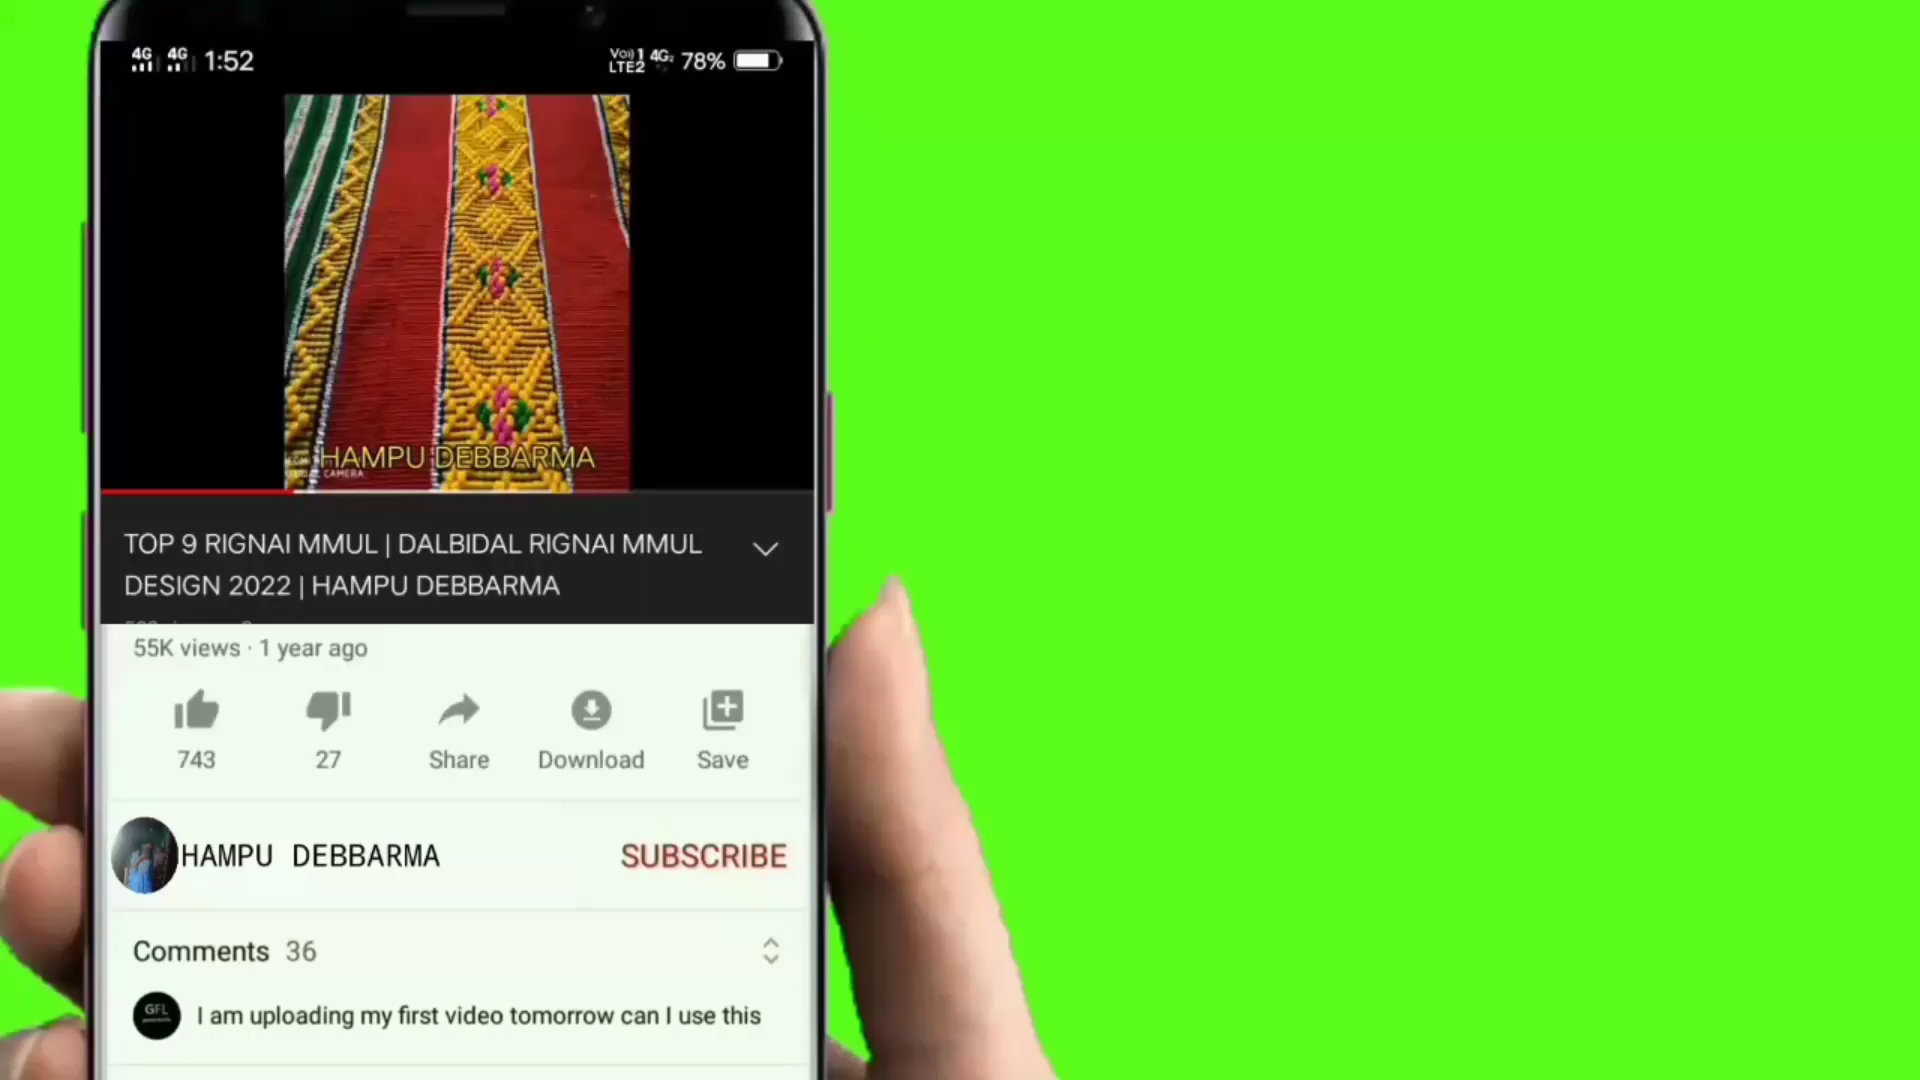 4G 4G 1:52
Vo)) 1 4G 78%
LTE2
HAMPU DEBBARMA
CAMERA
TOP 9 RIGNAI MMUL | DALBIDAL RIGNAI MMUL
DESIGN 2022 | HAMPU DEBBARMA
55K views · 1 year ago
743 27 Share Download Save
HAMPU DEBBARMA SUBSCRIBE
Comments 36
GFL
I am uploading my first video tomorrow can I use this